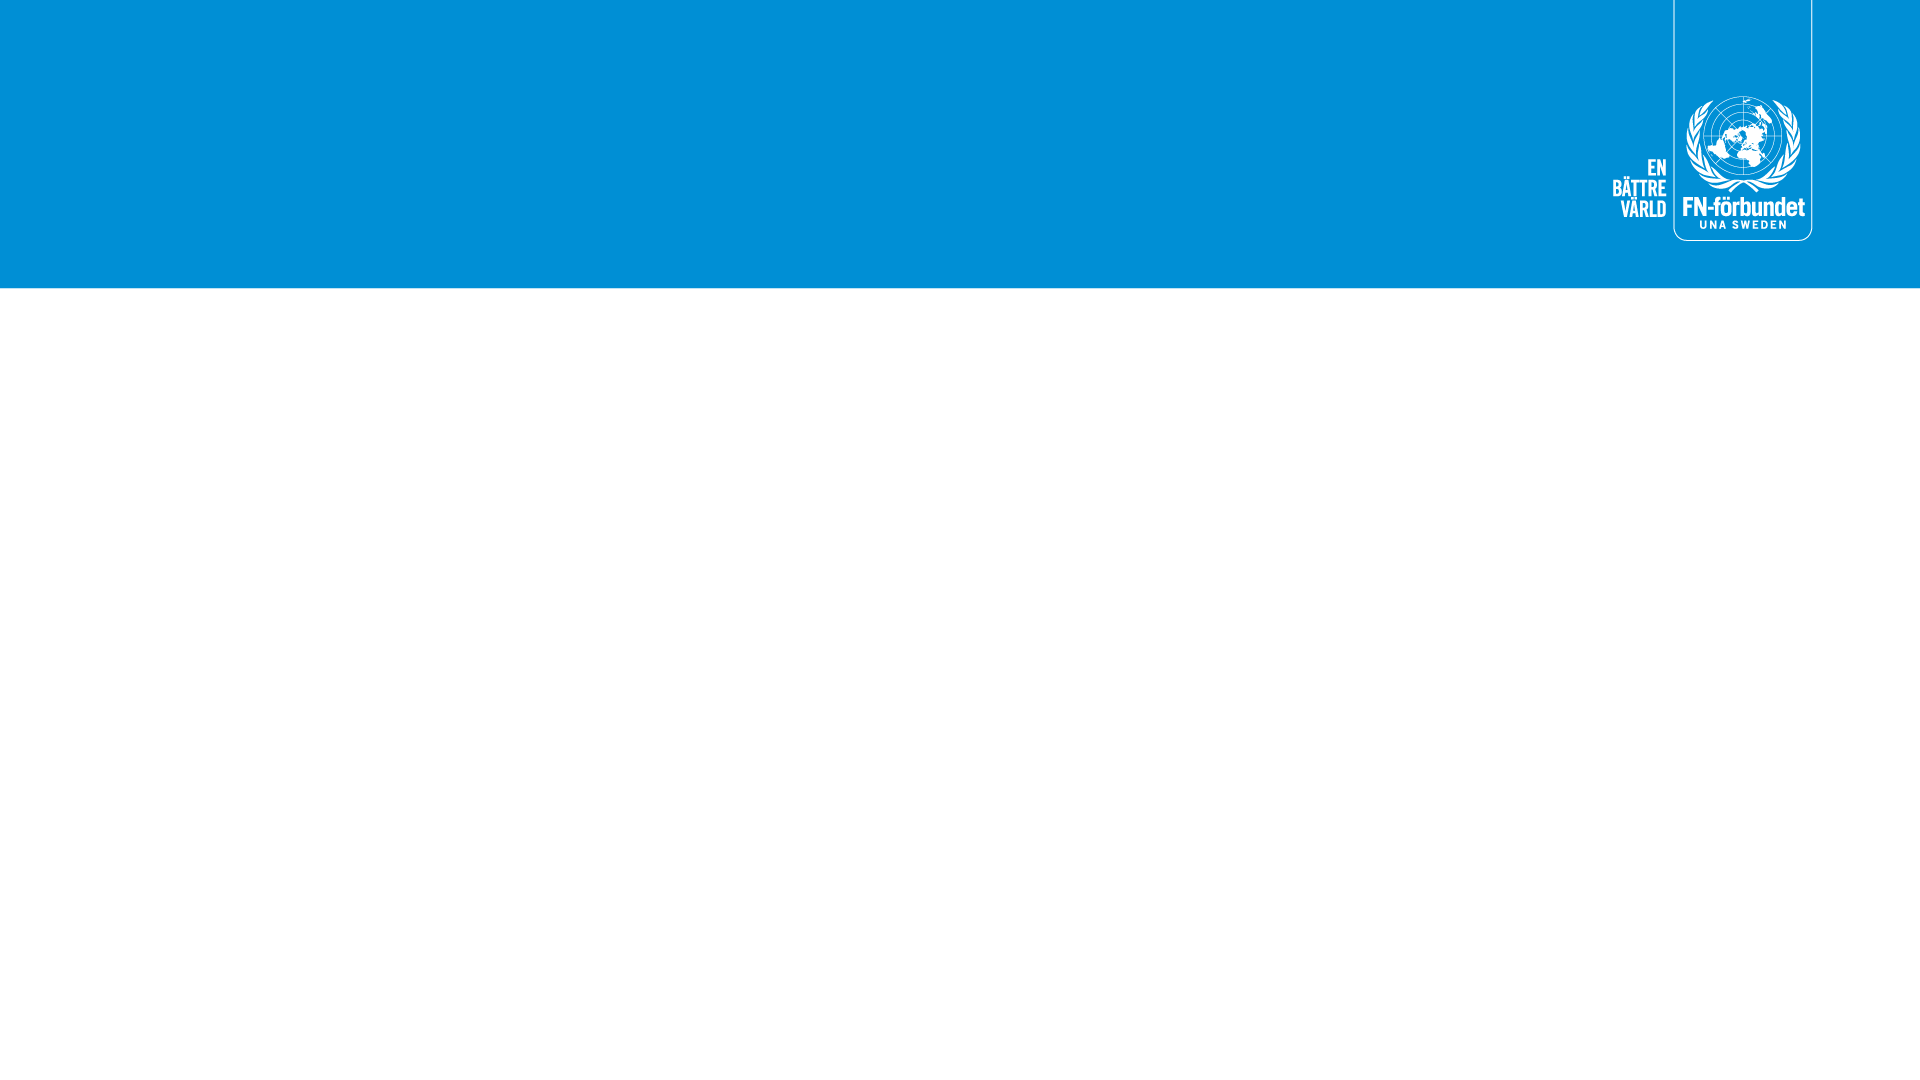 EN
BÄTTRE
VÄRLD
FN-förbundet
UNA SWEDEN